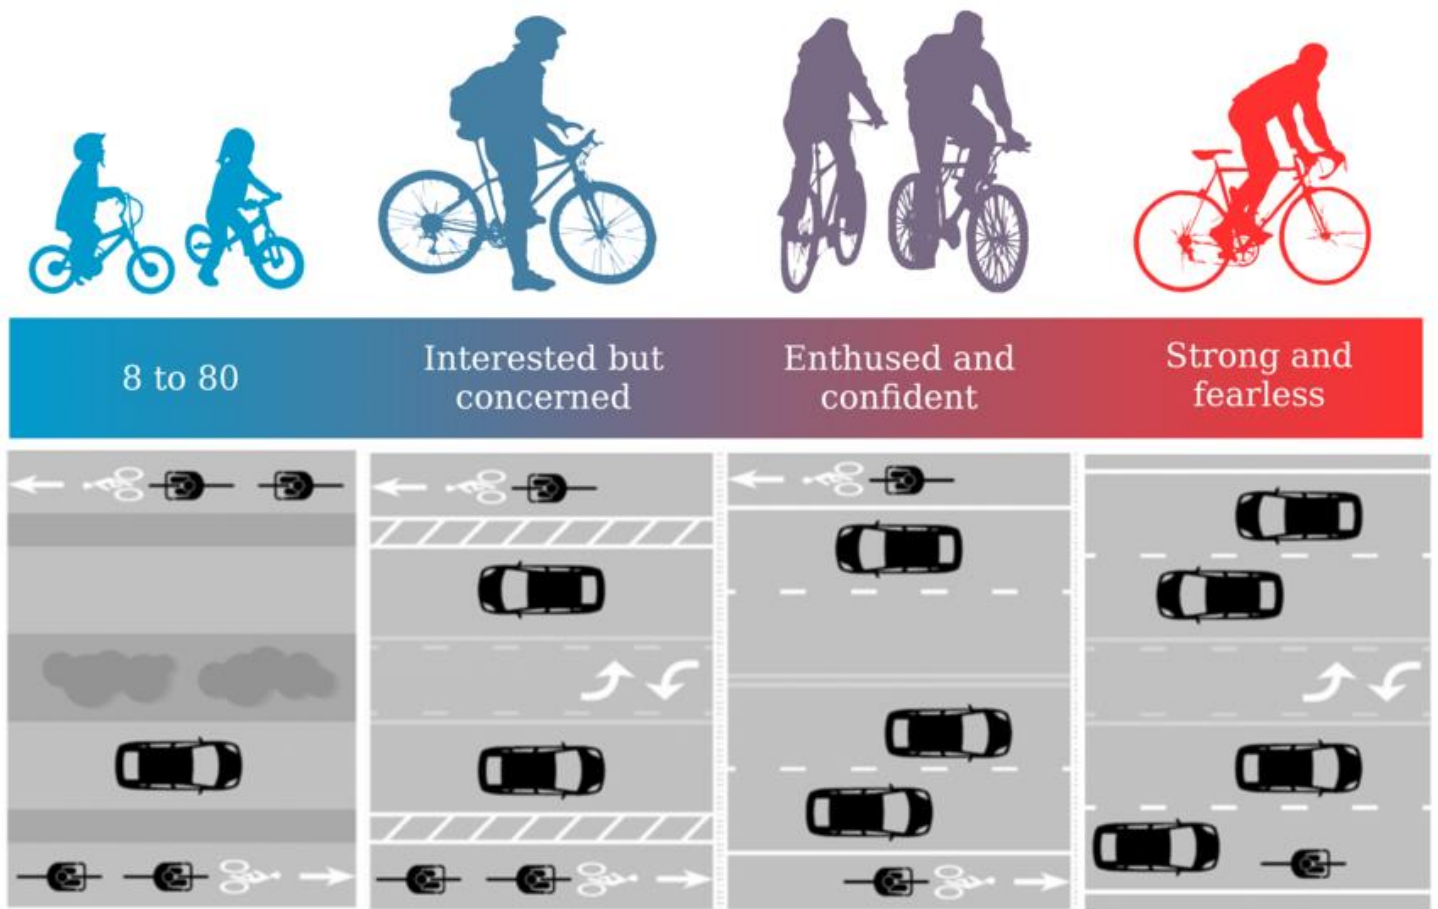 8 to 80
Interested but
concerned
Enthused and
confident
Strong and
fearless